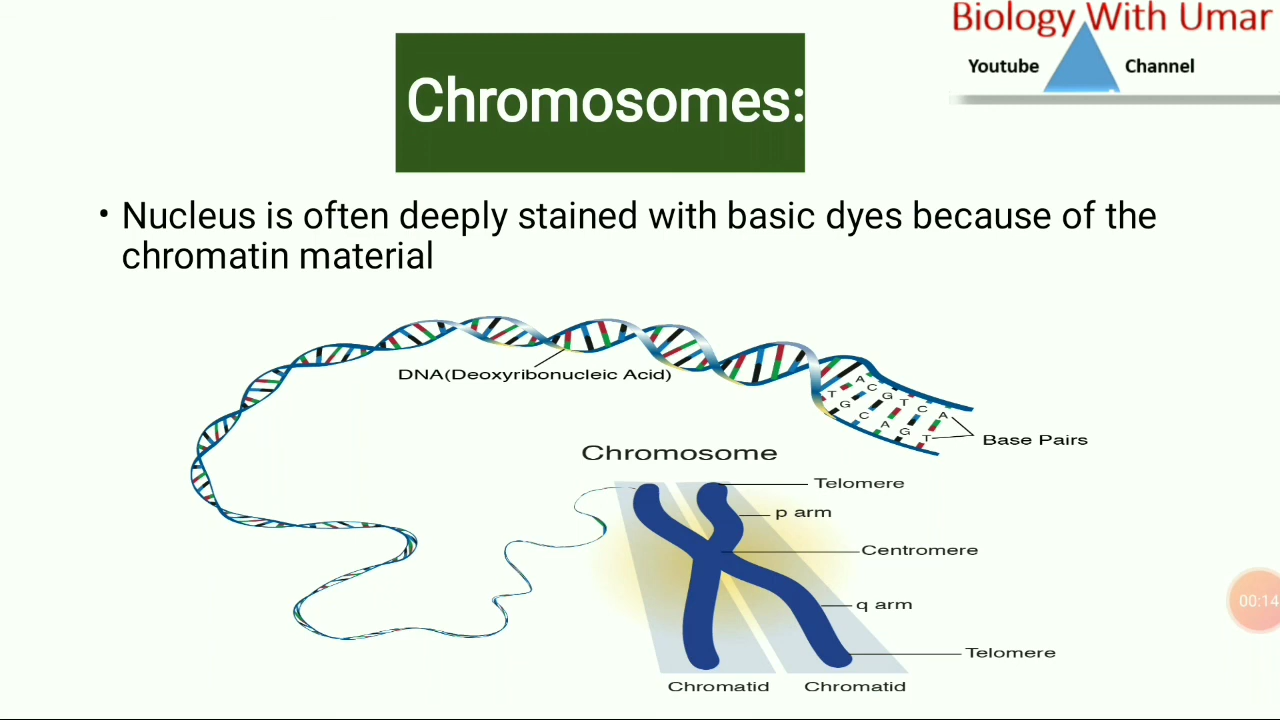 Biology With Umar
Youtube Channel
Chromosomes:
• Nucleus is often deeply stained with basic dyes because of the
chromatin material
DNA(Deoxyribonucleic Acid)
A C G T C A
T G C A G T
Base Pairs
Chromosome
Telomere
p arm
Centromere
q arm
00:14
Telomere
Chromatid Chromatid